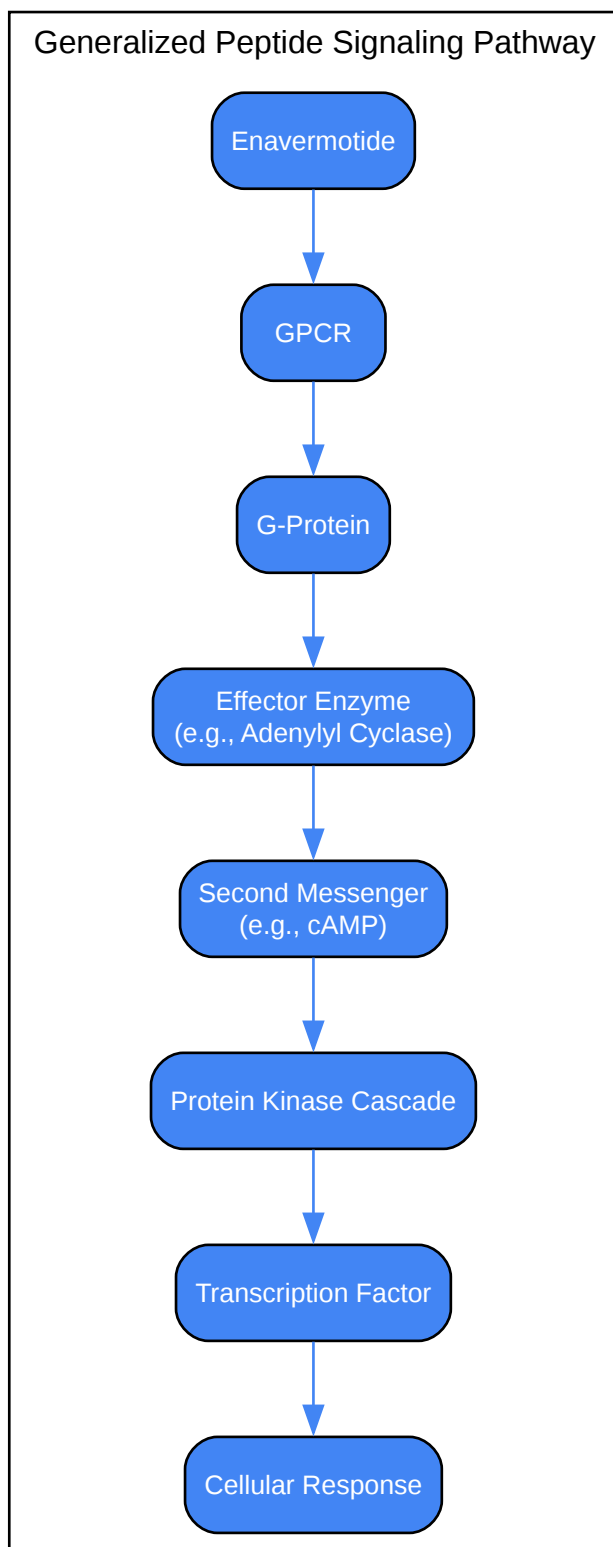 Generalized Peptide Signaling Pathway
Enavermotide
GPCR
G-Protein
Effector Enzyme
(e.g., Adenylyl Cyclase)
Second Messenger
(e.g., cAMP)
Protein Kinase Cascade
Transcription Factor
Cellular Response